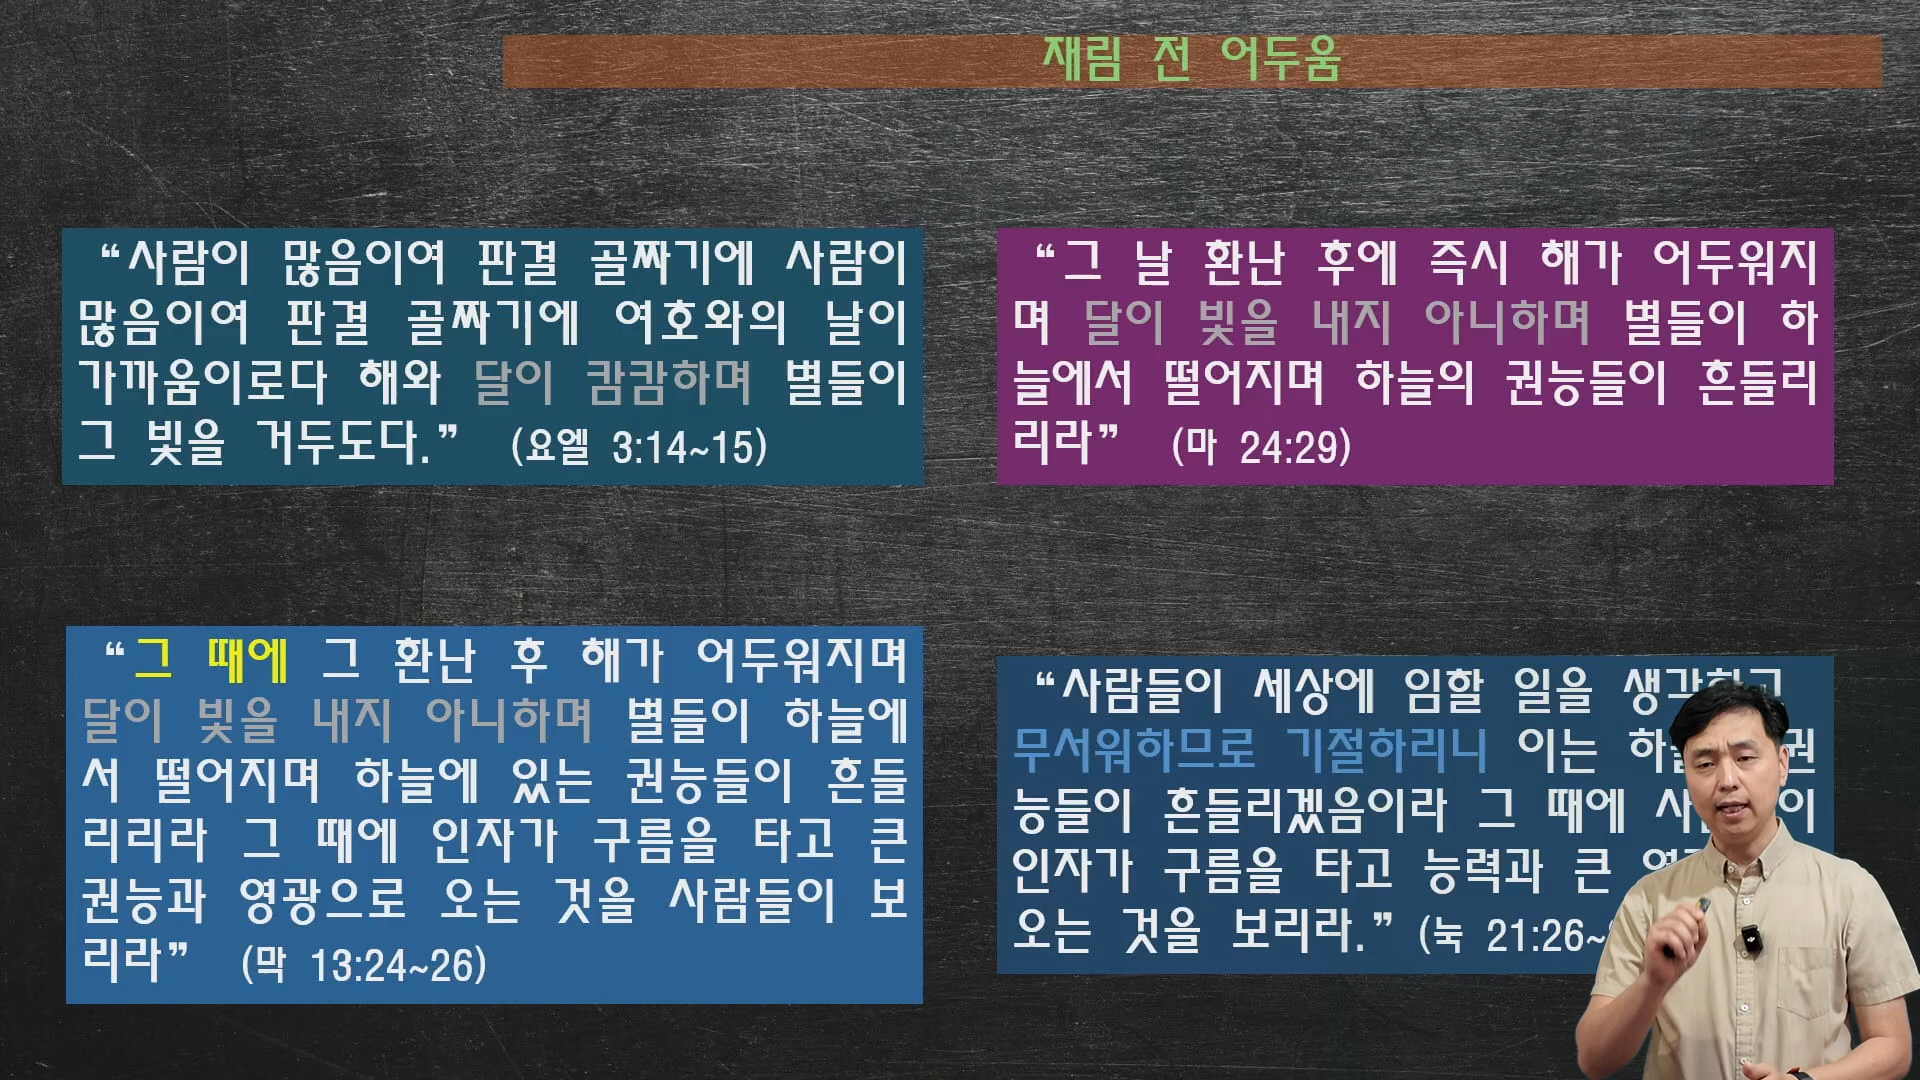 재림 전 어두움
“사람이 많음이여 판결 골짜기에 사람이
많음이여 판결 골짜기에 여호와의 날이
가까움이로다 해와 달이 캄캄하며 별들이
그 빛을 거두도다.” (요엘 3:14~15)
“그 날 환난 후에 즉시 해가 어두워지
며 달이 빛을 내지 아니하며 별들이 하
늘에서 떨어지며 하늘의 권능들이 흔들리
리라” (마 24:29)
“그 때에 그 환난 후 해가 어두워지며
달이 빛을 내지 아니하며 별들이 하늘에
서 떨어지며 하늘에 있는 권능들이 흔들
리리라 그 때에 인자가 구름을 타고 큰
권능과 영광으로 오는 것을 사람들이 보
리라” (막 13:24~26)
“사람들이 세상에 임할 일을 생각하고
무서워하므로 기절하리니 이는 권
능들이 흔들리겠음이라 그 때에
인자가 구름을 타고 능력과 큰
오는 것을 보리라.” (눅 21:26~